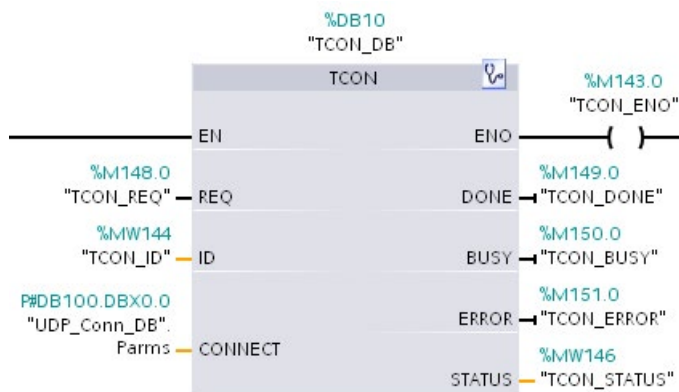 %DB10
"TCON_DB"
TCON
%M143.0
"TCON_ENO"
EN
ENO
%M148.0
"TCON_REQ"
REQ
DONE
%M149.0
"TCON_DONE"
%MW144
"TCON_ID"
ID
BUSY
%M150.0
"TCON_BUSY"
P#DB100.DBX0.0
"UDP_Conn_DB".
Parms
CONNECT
ERROR
%M151.0
"TCON_ERROR"
STATUS
%MW146
"TCON_STATUS"